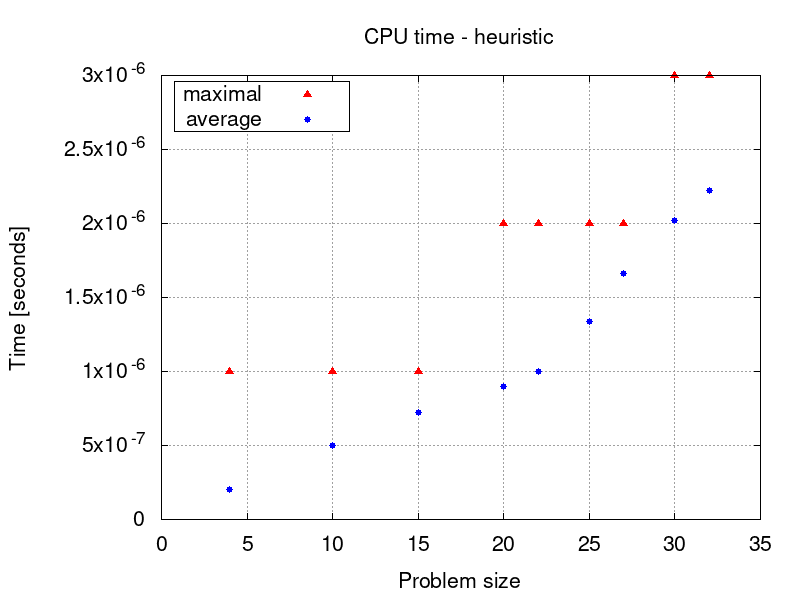 CPU time - heuristic
3x10^-6
2.5x10^-6
2x10^-6
1.5x10^-6
1x10^-6
5x10^-7
0
maximal
average
Time [seconds]
0 5 10 15 20 25 30 35
Problem size